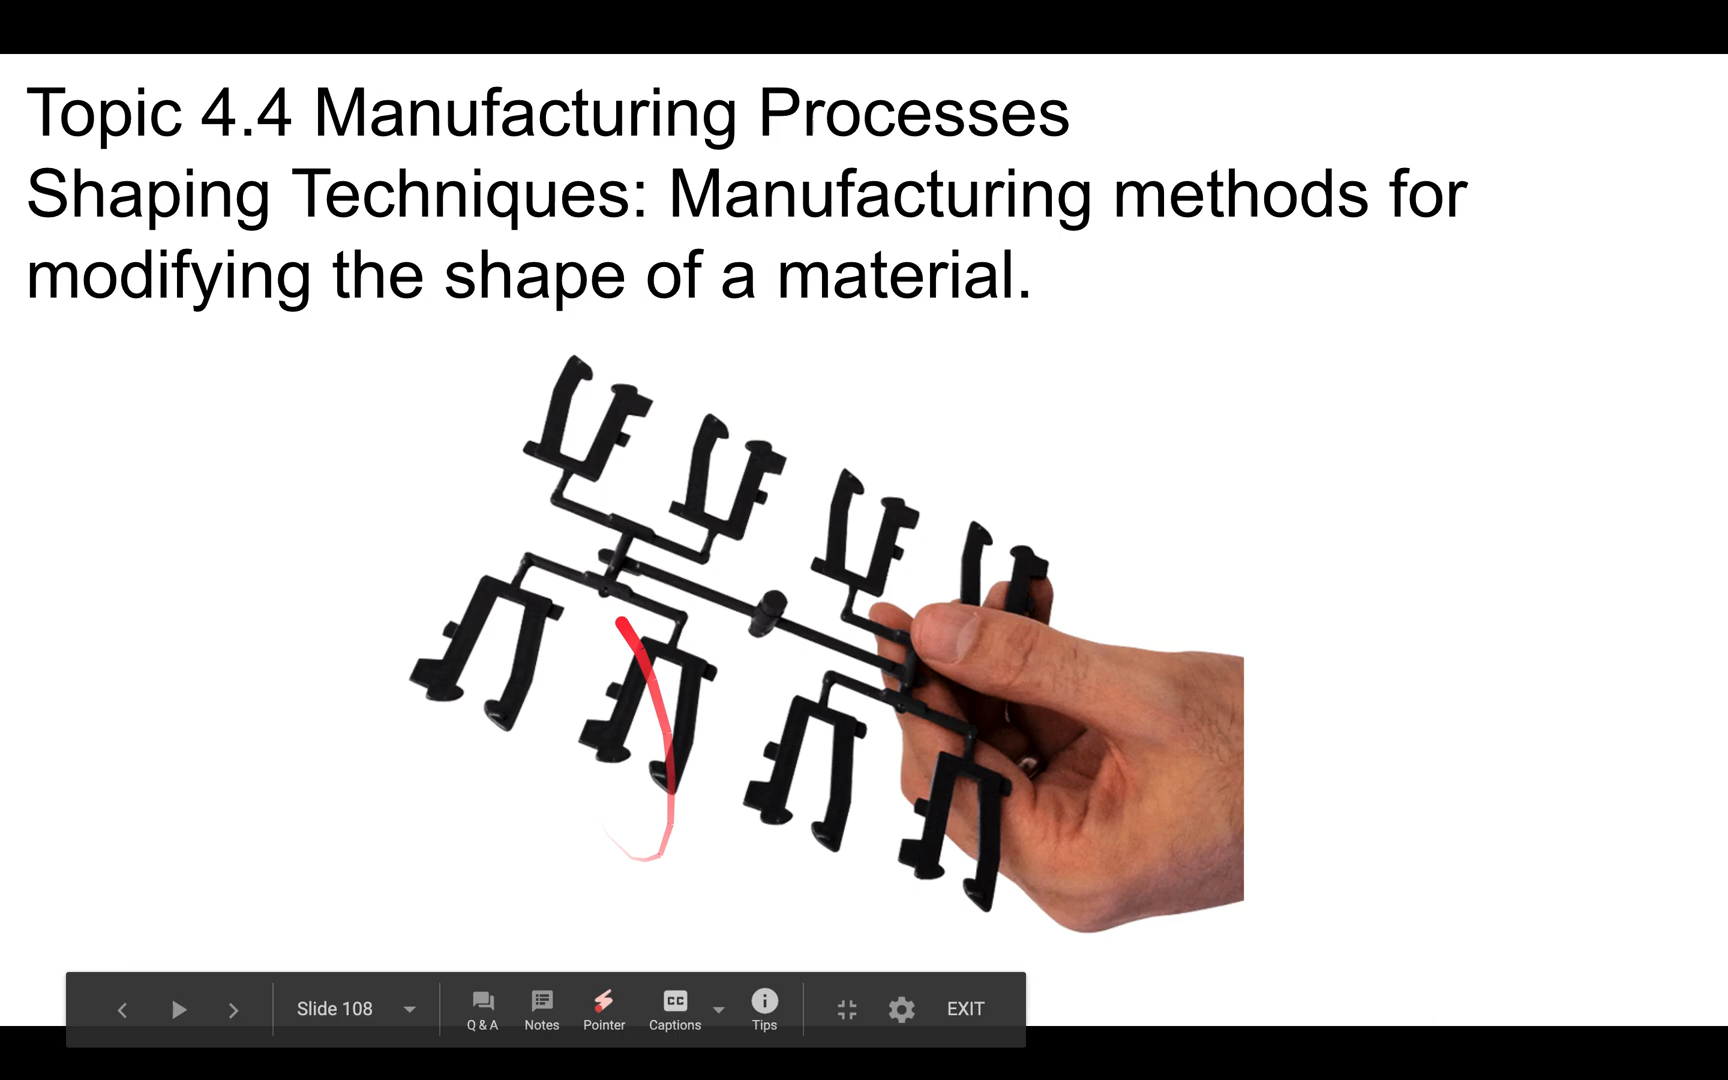 Topic 4.4 Manufacturing Processes
Shaping Techniques: Manufacturing methods for
modifying the shape of a material.
Slide 108
Q & A
Notes
Pointer
CC
Captions
Tips
EXIT